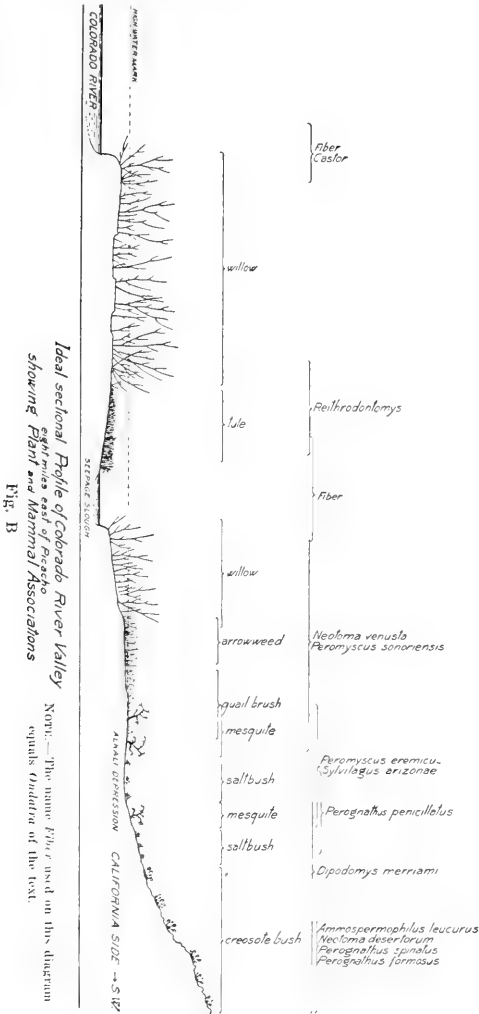 HIGH WATER MARK
COLORADO RIVER
SEEPAGE SLOUGH
ALKALI DEPRESSION
CALIFORNIA SIDE → S.W.
willow
tule
willow
arrowweed
quail brush
mesquite
saltbush
mesquite
saltbush
creosote bush
Fiber
Castor
Reithrodontomys
Fiber
Neotoma venusta
Peromyscus sonoriensis
Peromyscus eremicu-
Sylvilagus arizonae
Perognathus penicillatus
Dipodomys merriami
Ammospermophilus leucurus
Neotoma desertorum
Perognathus spinatus
Perognathus formosus
Ideal sectional Profile of Colorado River Valley
eight miles east of Picacho
showing Plant and Mammal Associations
Fig. B
NOTE.—The name Fiber used on this diagram
equals Ondatra of the text.